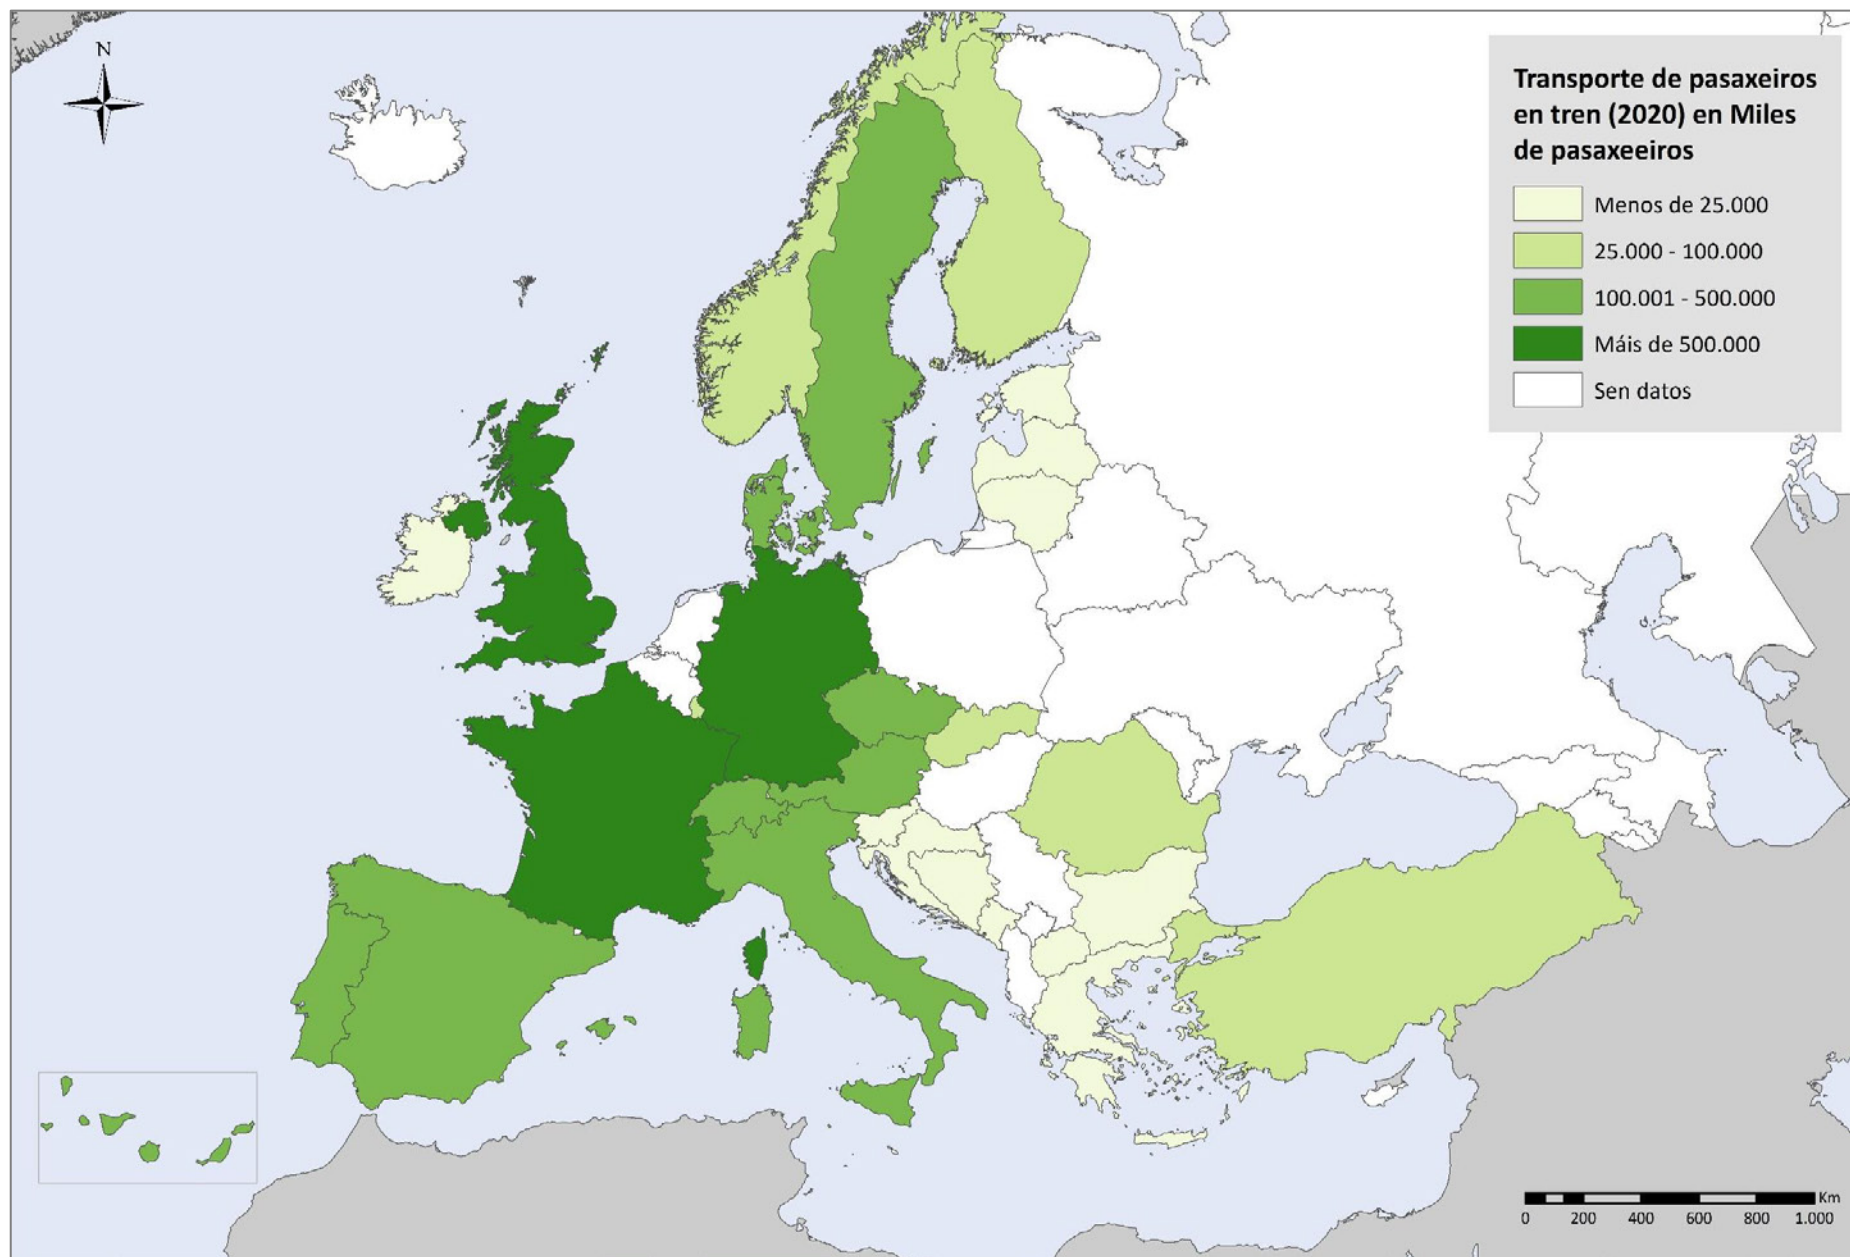 N
Transporte de pasaxeiros
en tren (2020) en Miles
de pasaxeeiros
Menos de 25.000
25.000 - 100.000
100.001 - 500.000
Máis de 500.000
Sen datos
Km
0 200 400 600 800 1.000